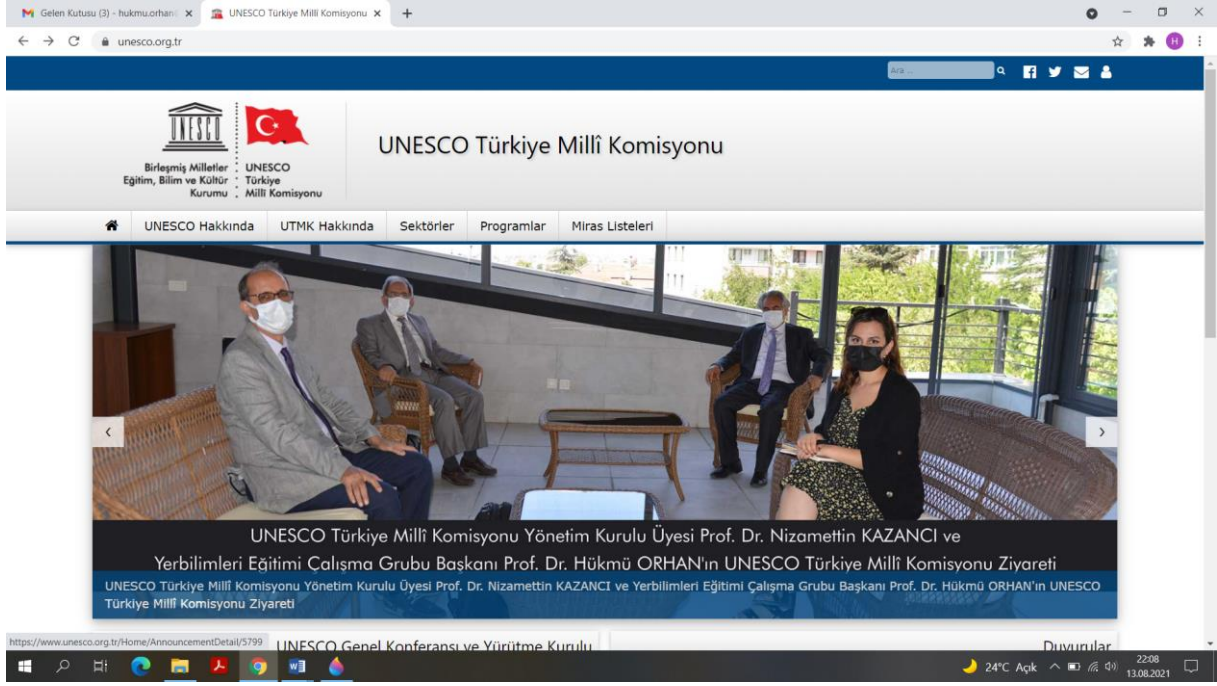 Gelen Kutusu (3) - hukmu.orhan
UNESCO Türkiye Millî Komisyonu
unesco.org.tr
H
Ara ...
UNESCO
Birleşmiş Milletler
Eğitim, Bilim ve Kültür
Kurumu
UNESCO
Türkiye
Millî Komisyonu
UNESCO Türkiye Millî Komisyonu
UNESCO Hakkında UTMK Hakkında Sektörler Programlar Miras Listeleri
UNESCO Türkiye Millî Komisyonu Yönetim Kurulu Üyesi Prof. Dr. Nizamettin KAZANCI ve
Yerbilimleri Eğitimi Çalışma Grubu Başkanı Prof. Dr. Hükmü ORHAN'ın UNESCO Türkiye Millî Komisyonu Ziyareti
UNESCO Türkiye Millî Komisyonu Yönetim Kurulu Üyesi Prof. Dr. Nizamettin KAZANCI ve Yerbilimleri Eğitimi Çalışma Grubu Başkanı Prof. Dr. Hükmü ORHAN'ın UNESCO
Türkiye Millî Komisyonu Ziyareti
https://www.unesco.org.tr/Home/AnnouncementDetail/5799
UNESCO Genel Konferansı ve Yürütme Kurulu
Duyurular
24°C Açık
22:08
13.08.2021